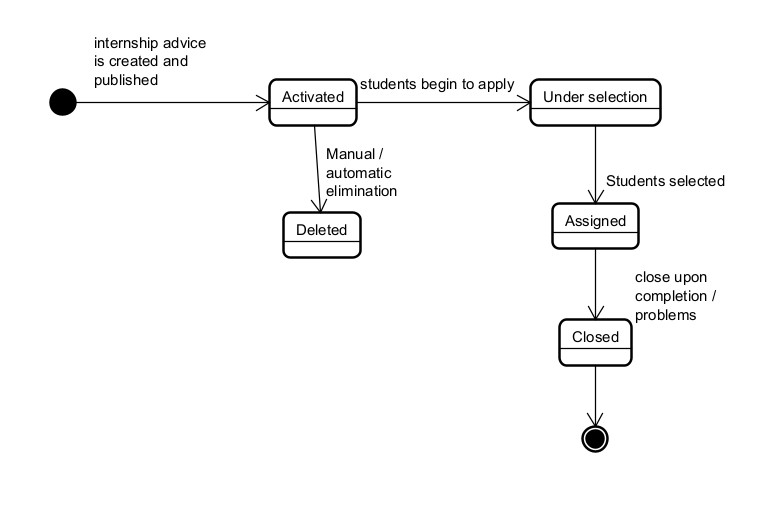 internship advice
is created and
published
Activated
students begin to apply
Under selection
Manual /
automatic
elimination
Students selected
Deleted
Assigned
close upon
completion /
problems
Closed